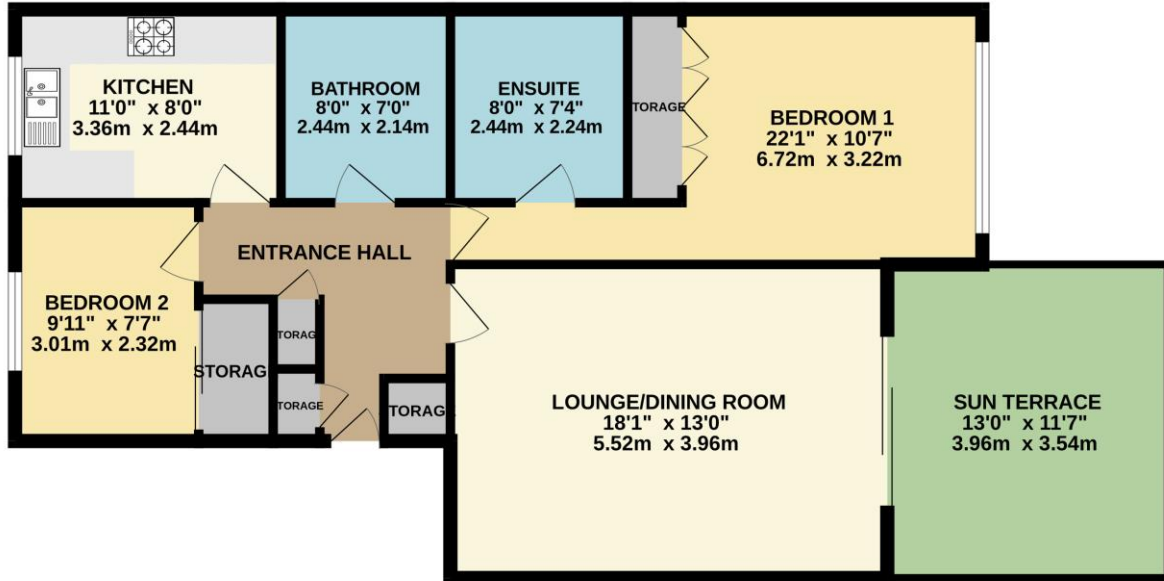 KITCHEN
11'0" x 8'0"
3.36m x 2.44m
BATHROOM
8'0" x 7'0"
2.44m x 2.14m
ENSUITE
8'0" x 7'4"
2.44m x 2.24m
TORAGE
BEDROOM 1
22'1" x 10'7"
6.72m x 3.22m
ENTRANCE HALL
BEDROOM 2
9'11" x 7'7"
3.01m x 2.32m
STORAG
TORAG
TORAGE
TORAG
LOUNGE/DINING ROOM
18'1" x 13'0"
5.52m x 3.96m
SUN TERRACE
13'0" x 11'7"
3.96m x 3.54m